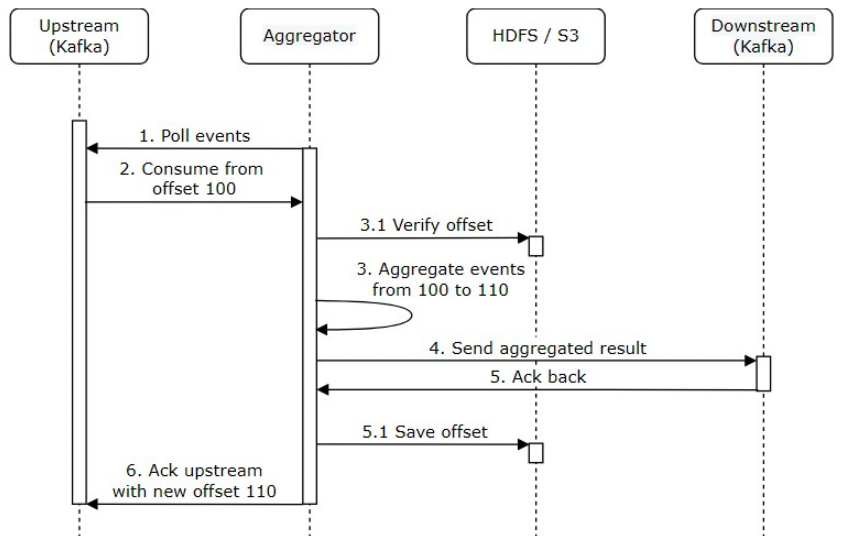 Upstream
(Kafka)
Aggregator
HDFS / S3
Downstream
(Kafka)
1. Poll events
2. Consume from
offset 100
3.1 Verify offset
3. Aggregate events
from 100 to 110
4. Send aggregated result
5. Ack back
5.1 Save offset
6. Ack upstream
with new offset 110